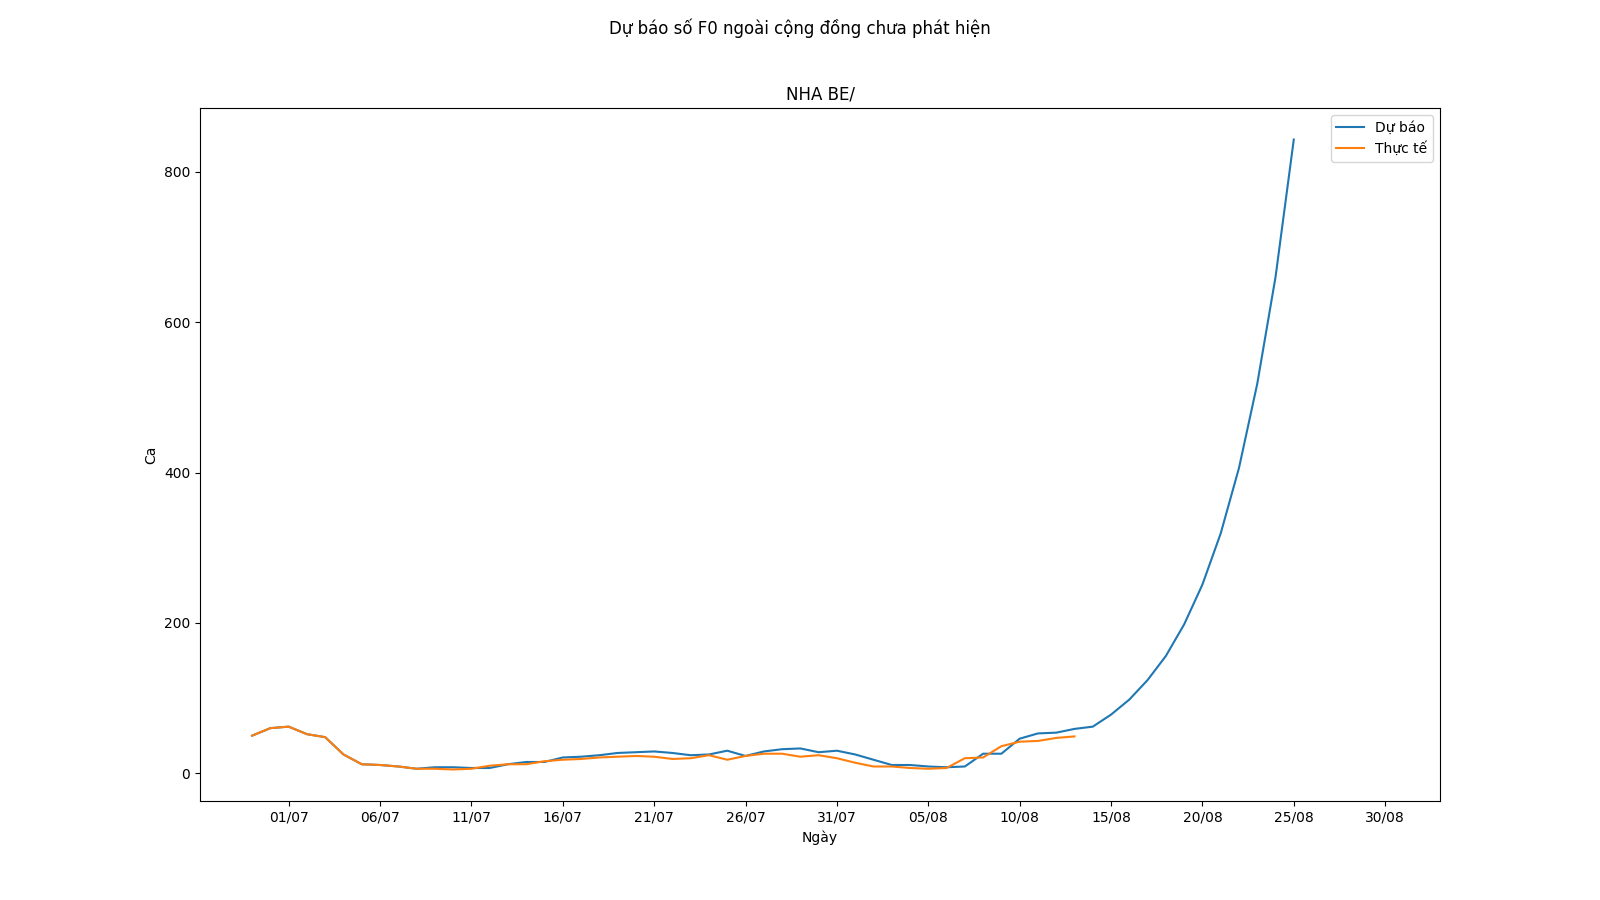 Dự báo số F0 ngoài cộng đồng chưa phát hiện
NHA BE/
Dự báo
Thực tế
800
600
400
200
0
Ca
01/07 06/07 11/07 16/07 21/07 26/07 31/07 05/08 10/08 15/08 20/08 25/08 30/08
Ngày